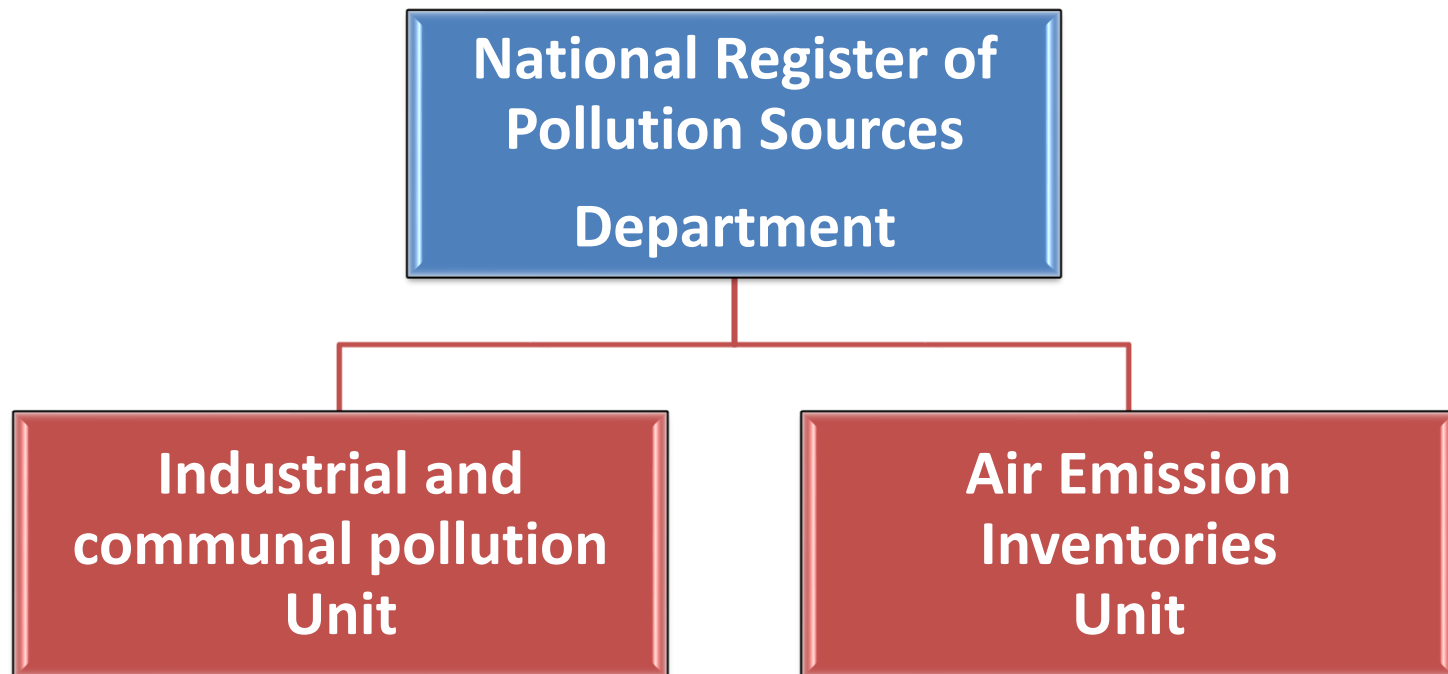 National Register of
Pollution Sources
Department
Industrial and
communal pollution
Unit
Air Emission
Inventories
Unit